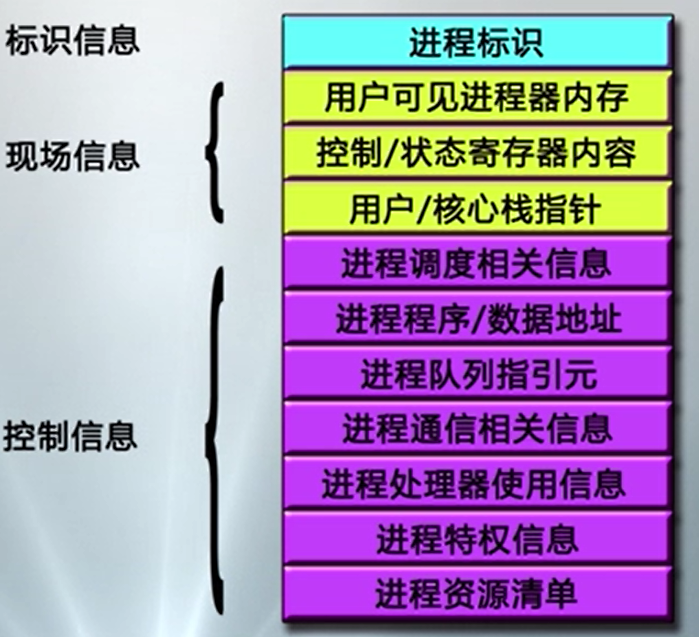 标识信息
进程标识
现场信息
用户可见进程器内存
控制/状态寄存器内容
用户/核心栈指针
控制信息
进程调度相关信息
进程程序/数据地址
进程队列指引元
进程通信相关信息
进程处理器使用信息
进程特权信息
进程资源清单